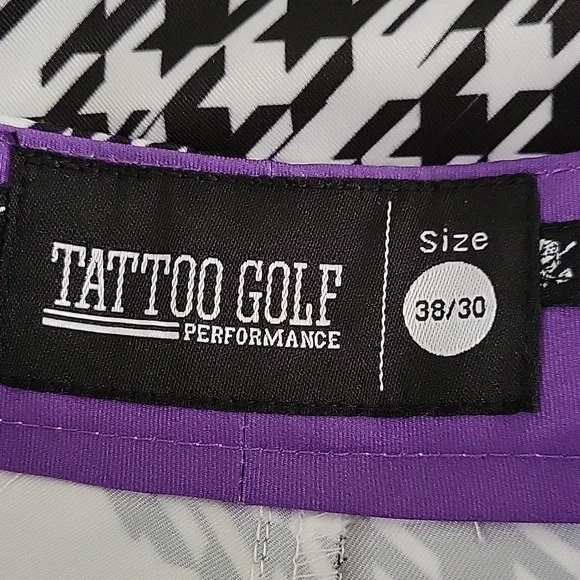 TATTOO GOLF
PERFORMANCE
Size
38/30